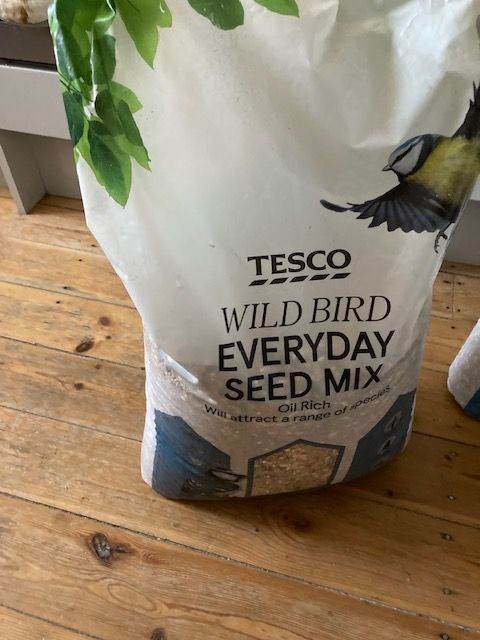 TESCO
WILD BIRD
EVERYDAY
SEED MIX
Oil Rich
Will attract a range of species